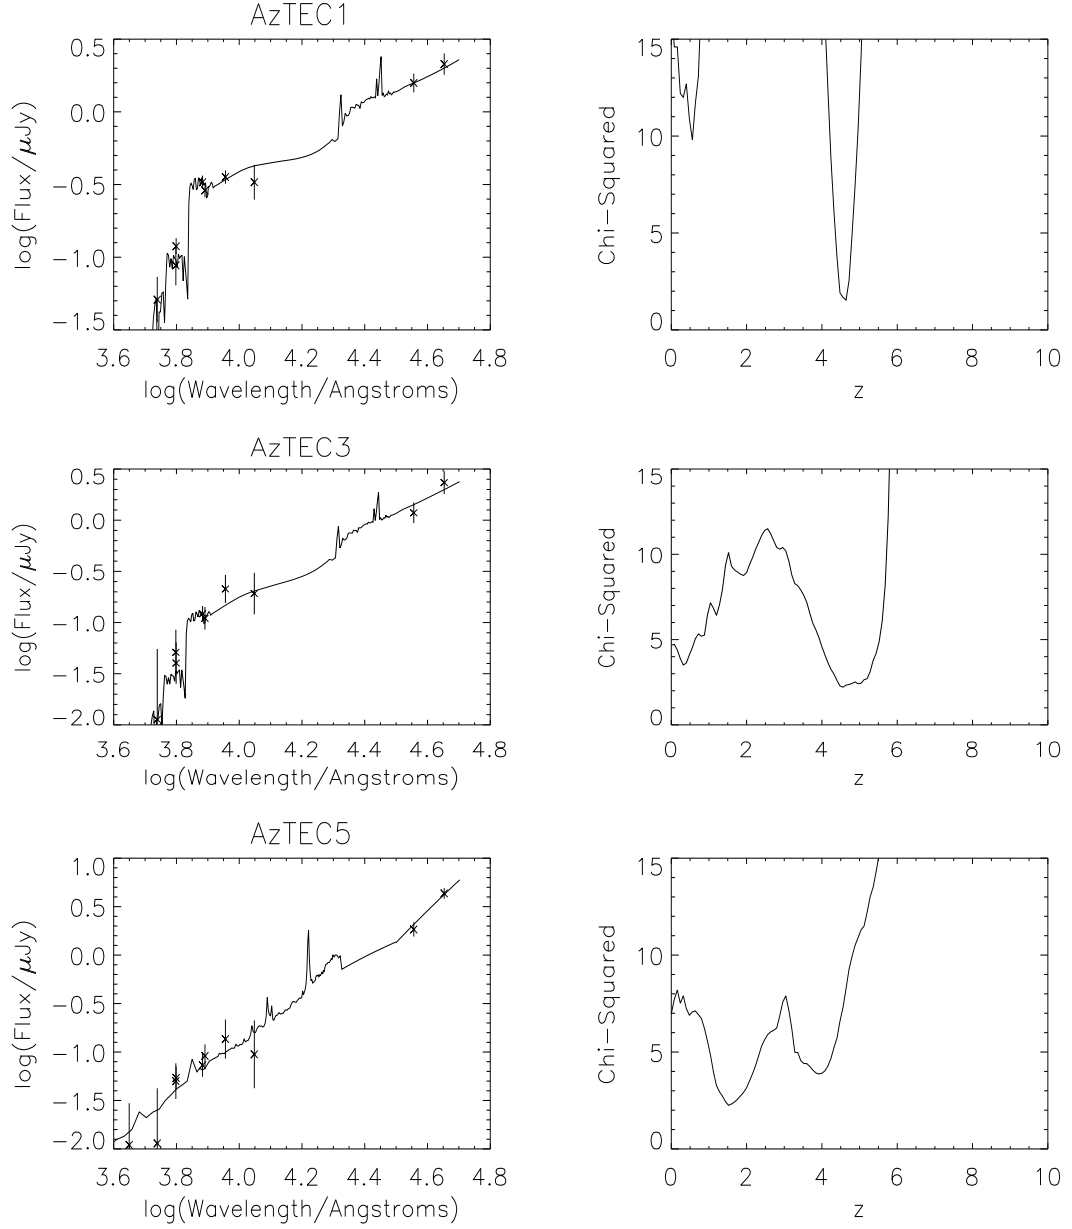 AzTEC1
0.5
0.0
−0.5
−1.0
−1.5
log(Flux/μJy)
3.6 3.8 4.0 4.2 4.4 4.6 4.8
log(Wavelength/Angstroms)
15
10
5
0
Chi−Squared
0 2 4 6 8 10
z
AzTEC3
0.5
0.0
−0.5
−1.0
−1.5
−2.0
log(Flux/μJy)
3.6 3.8 4.0 4.2 4.4 4.6 4.8
log(Wavelength/Angstroms)
15
10
5
0
Chi−Squared
0 2 4 6 8 10
z
AzTEC5
1.0
0.5
0.0
−0.5
−1.0
−1.5
−2.0
log(Flux/μJy)
3.6 3.8 4.0 4.2 4.4 4.6 4.8
log(Wavelength/Angstroms)
15
10
5
0
Chi−Squared
0 2 4 6 8 10
z